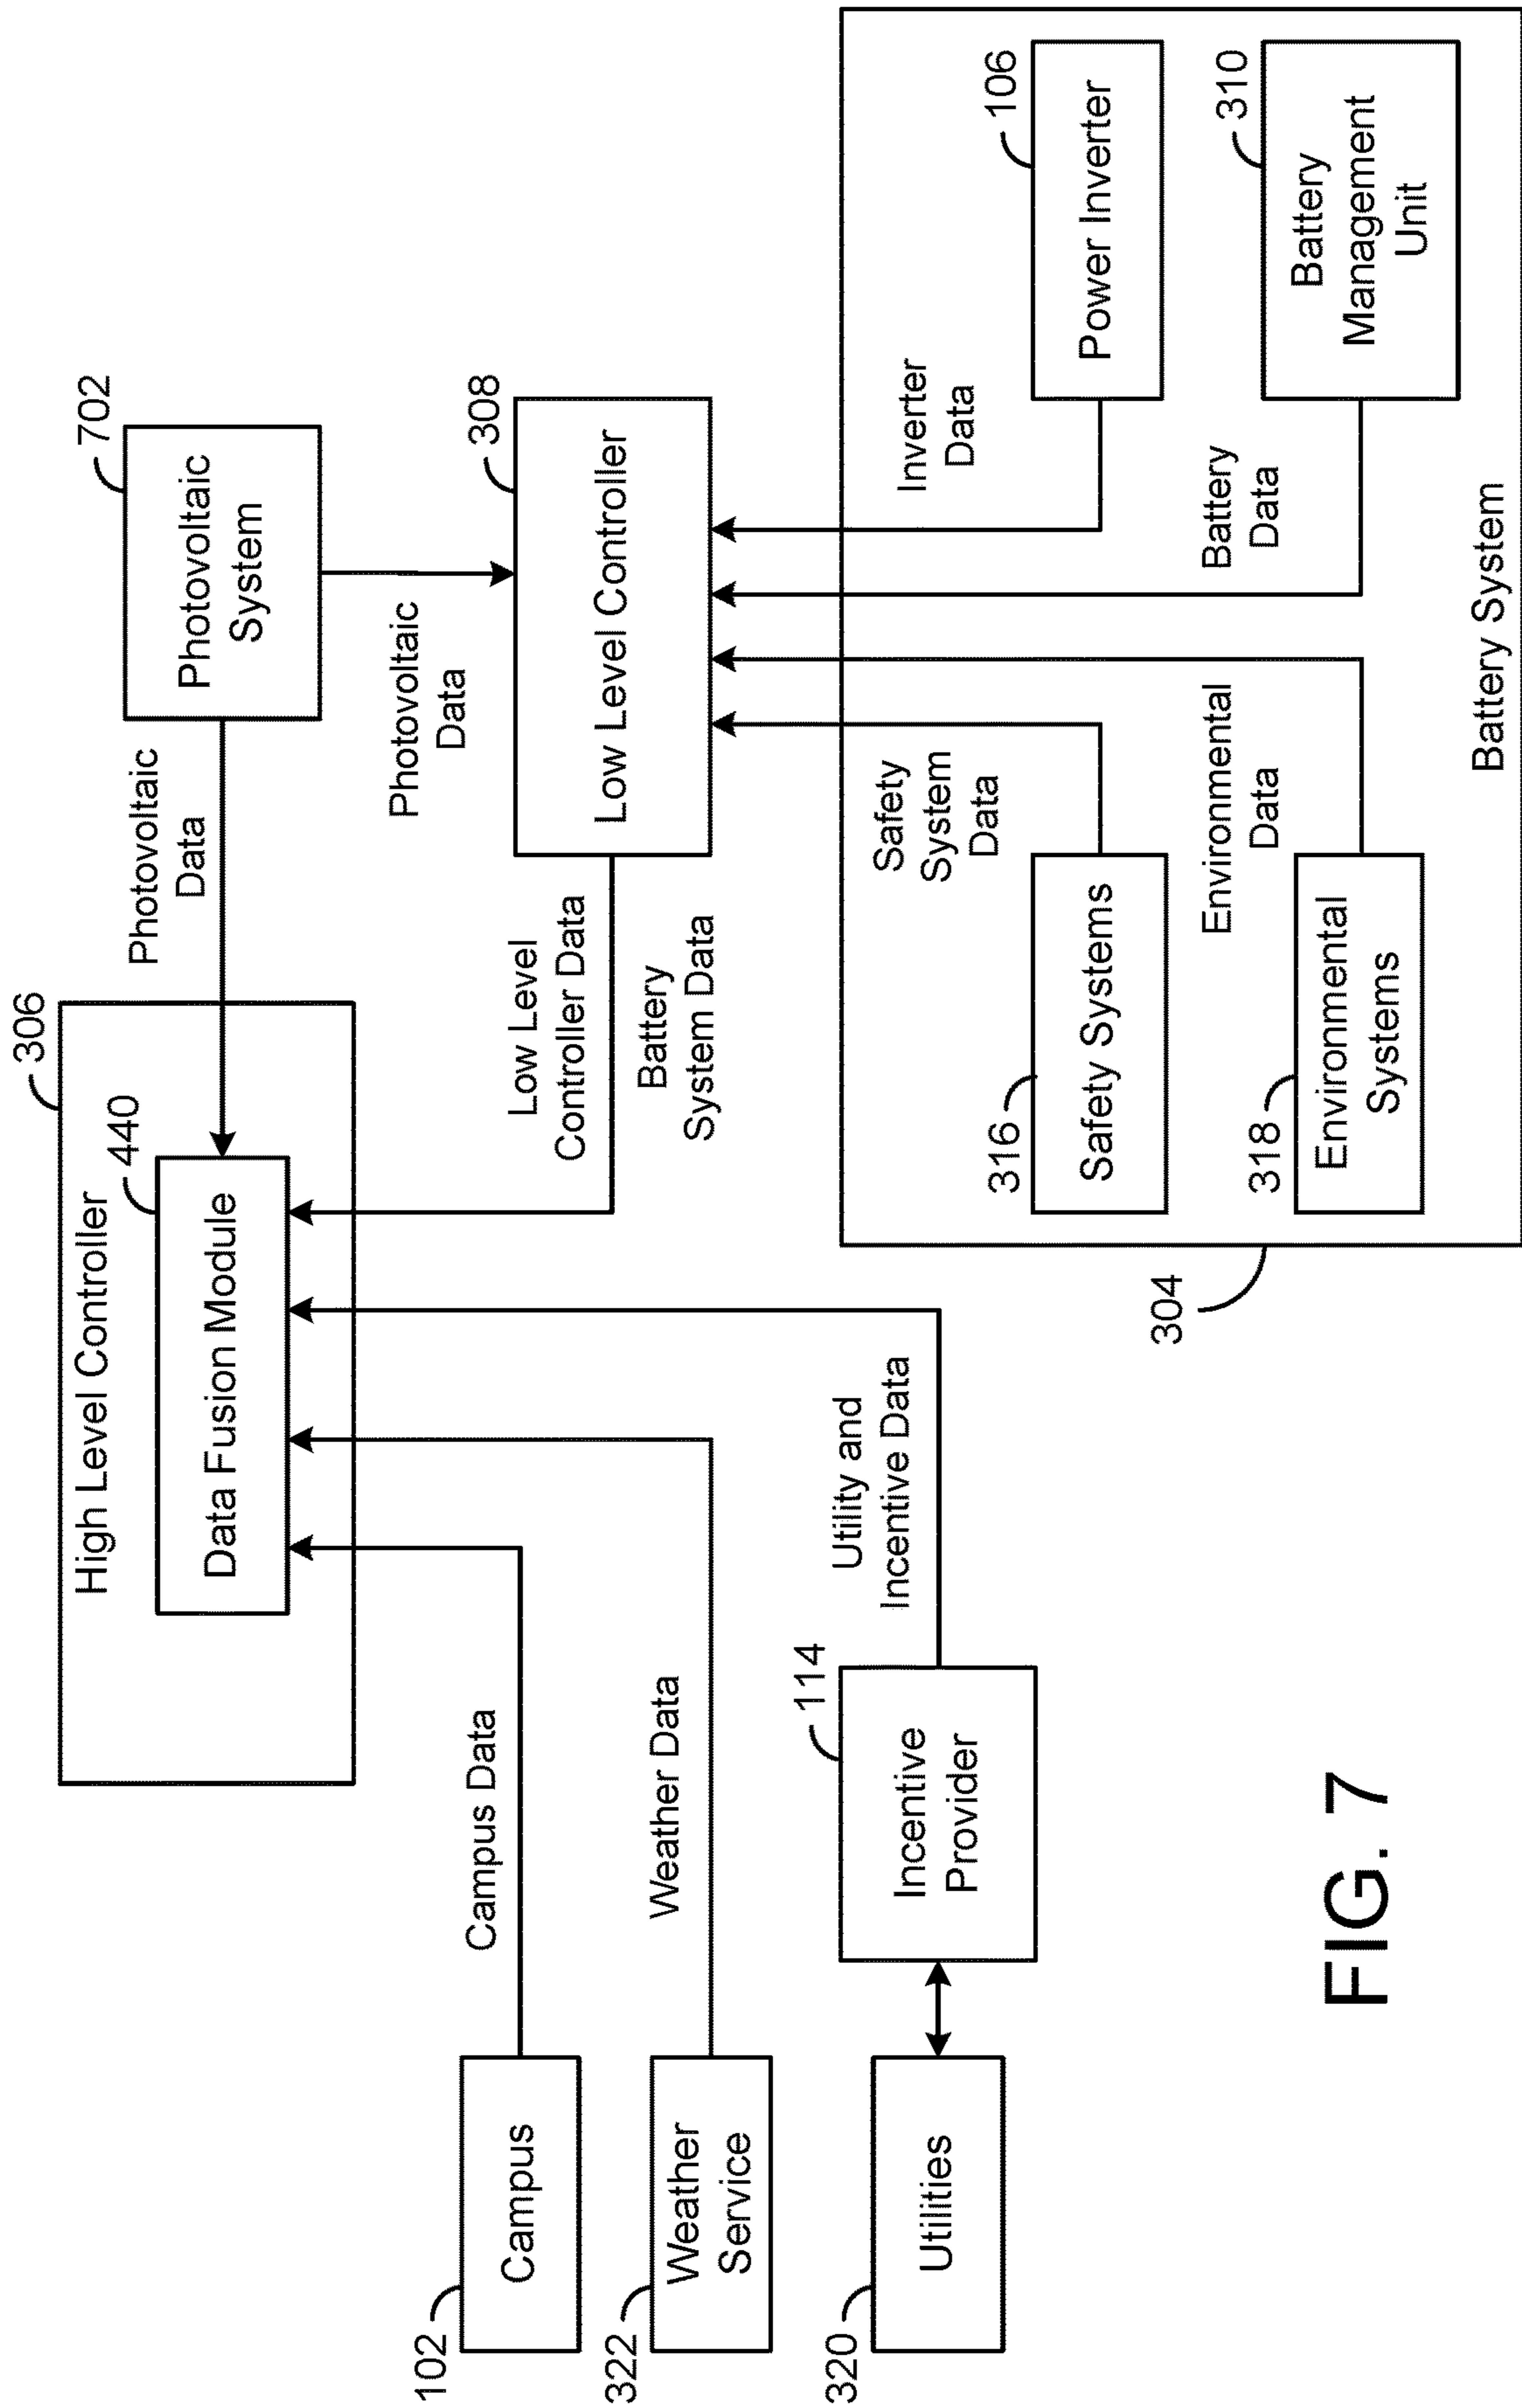 306
High Level Controller
440
Data Fusion Module
Photovoltaic
Data
702
Photovoltaic
System
Photovoltaic
Data
308
Low Level Controller
Low Level
Controller Data
Battery
System Data
102
Campus
Campus Data
322
Weather
Service
Weather Data
320
Utilities
114
Incentive
Provider
Utility and
Incentive Data
304
Safety
System
Data
316
Safety Systems
Environmental
Data
318
Environmental
Systems
Inverter
Data
106
Power Inverter
Battery
Data
310
Battery
Management
Unit
Battery System
FIG. 7